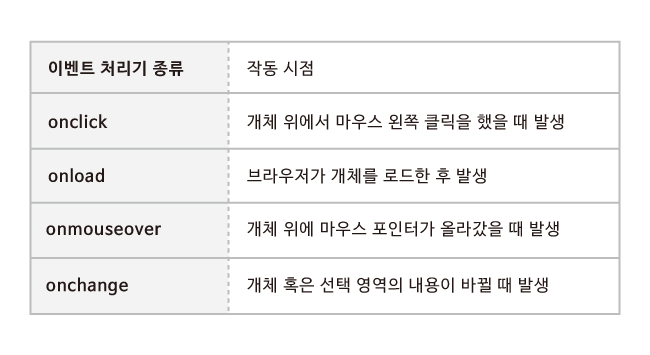 이벤트 처리기 종류 작동 시점
onclick 개체 위에서 마우스 왼쪽 클릭을 했을 때 발생
onload 브라우저가 개체를 로드한 후 발생
onmouseover 개체 위에 마우스 포인터가 올라갔을 때 발생
onchange 개체 혹은 선택 영역의 내용이 바뀔 때 발생